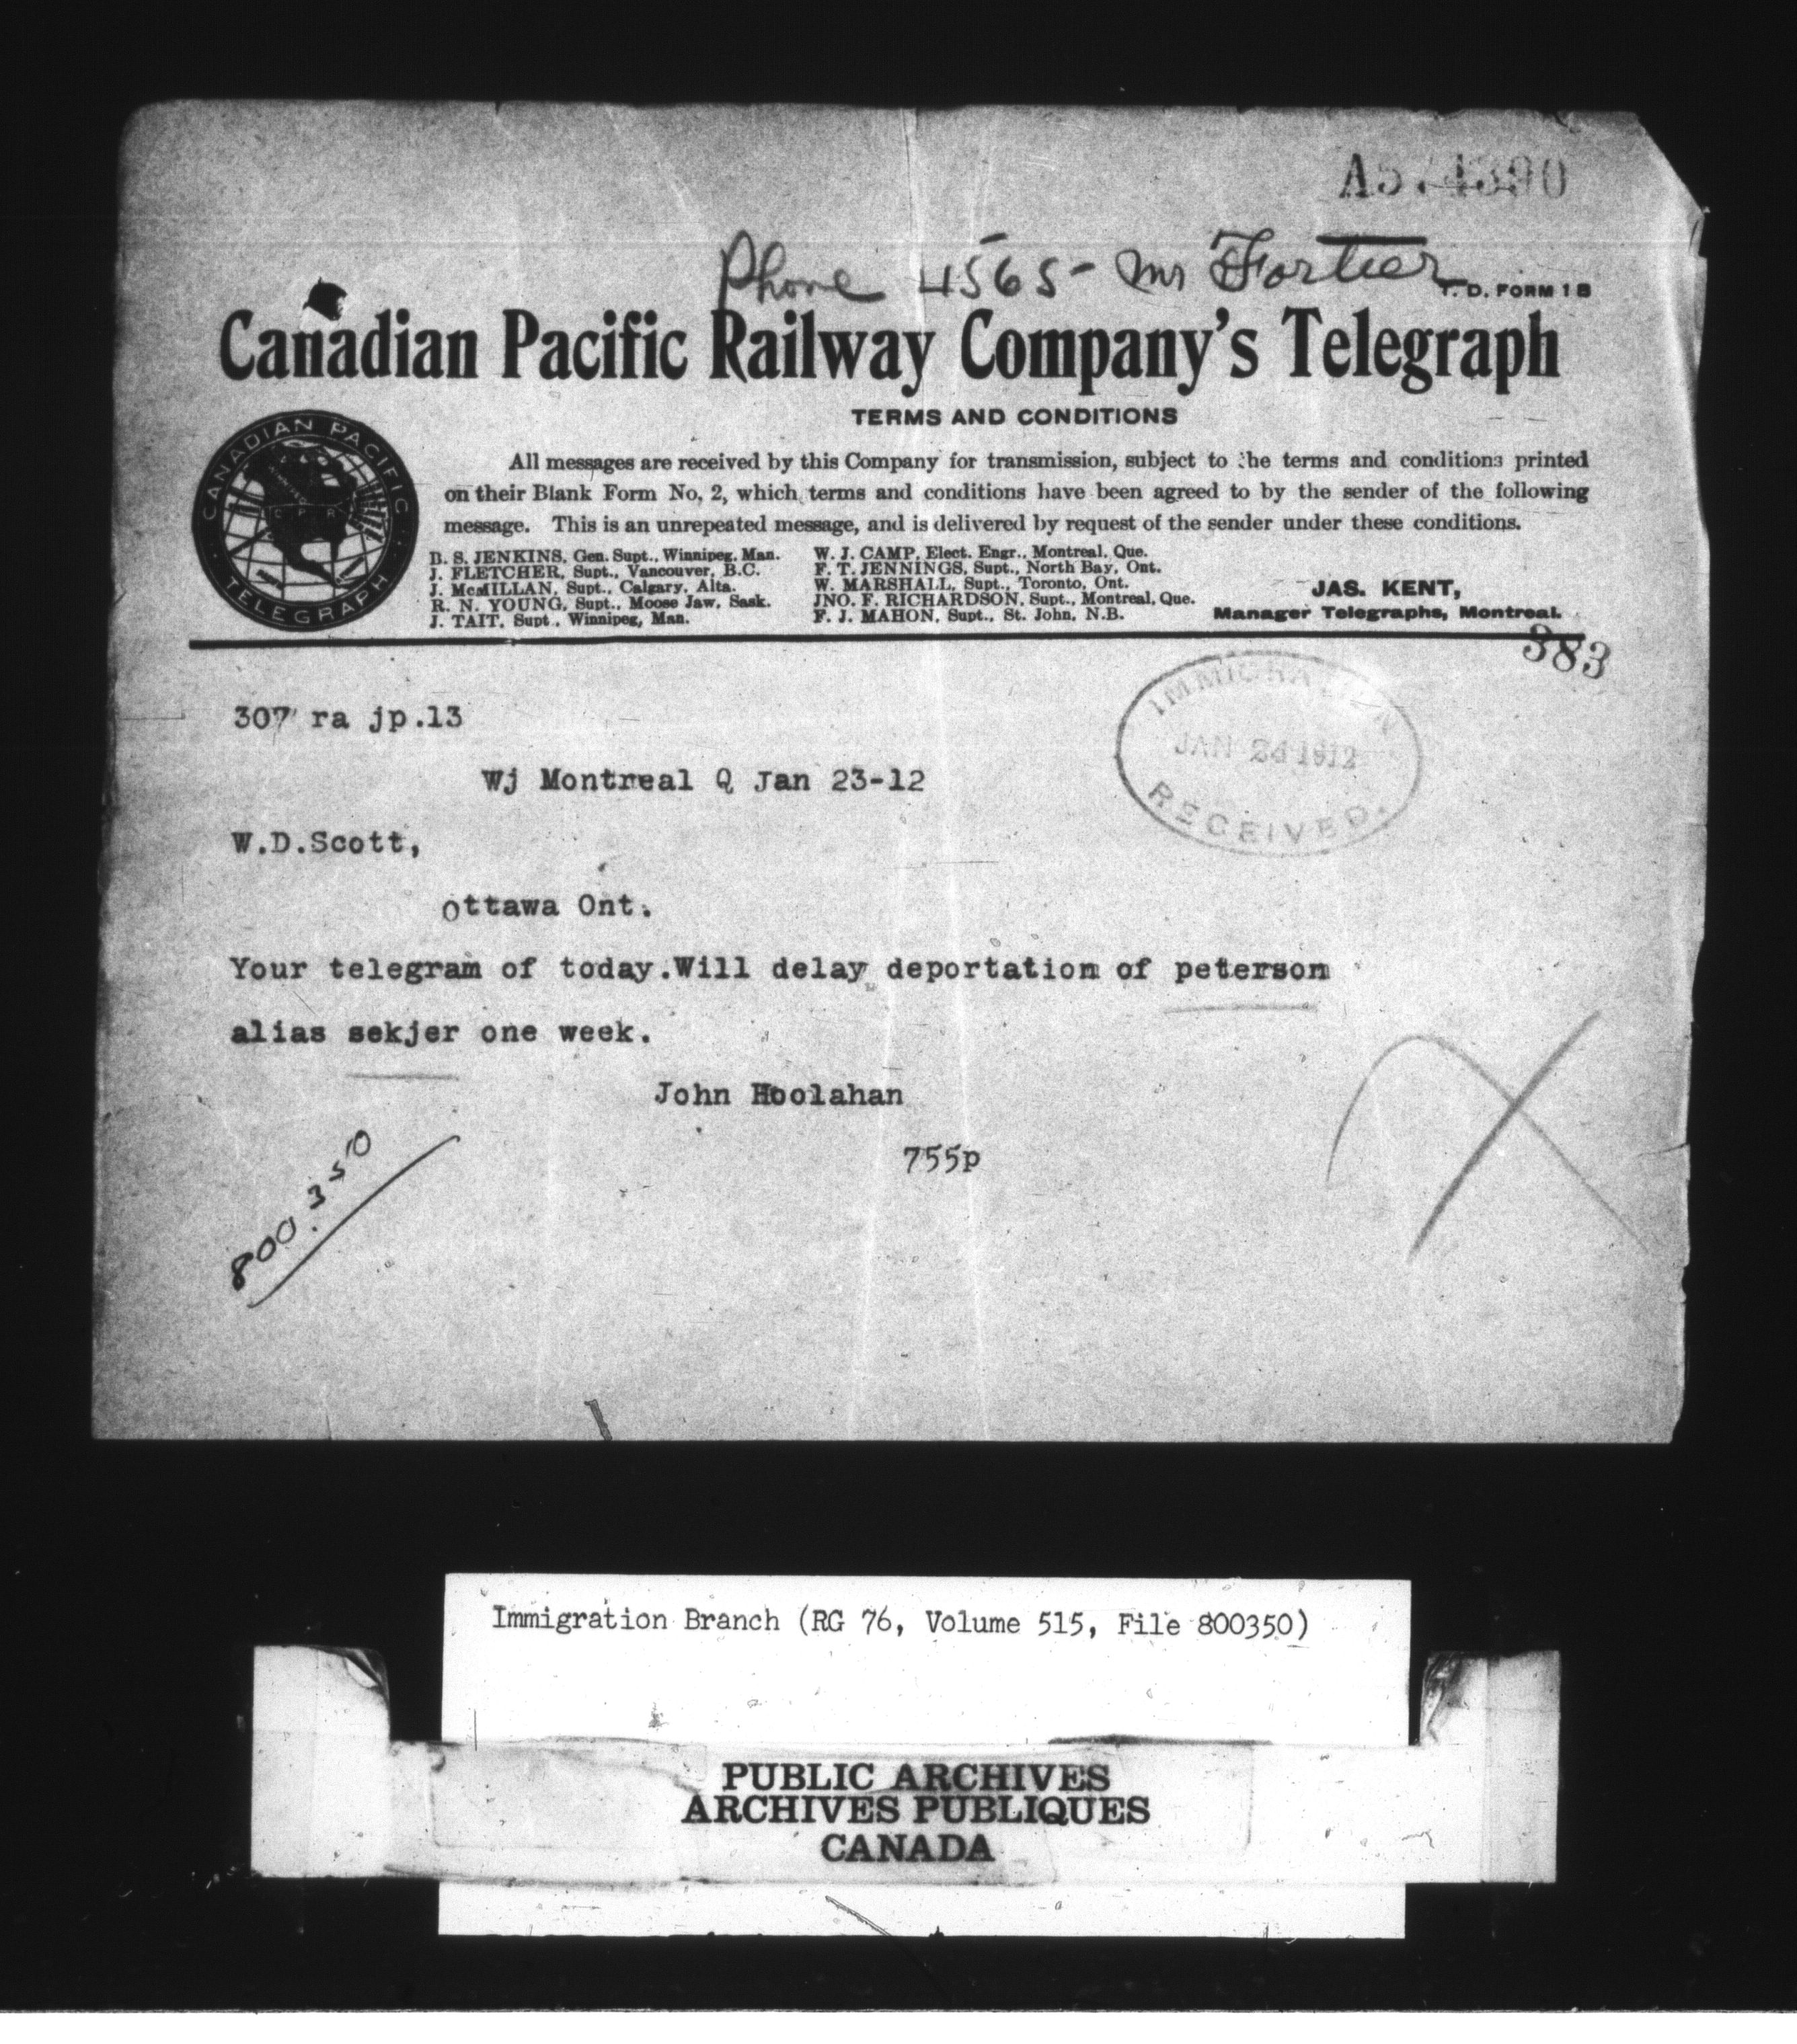 Phone 4565 - Mr Fortier
T. D. FORM 1 B
Canadian Pacific Railway Company's Telegraph
TERMS AND CONDITIONS
All messages are received by this Company for transmission, subject to the terms and conditions printed
on their Blank Form No. 2, which terms and conditions have been agreed to by the sender of the following
message. This is an unrepeated message, and is delivered by request of the sender under these conditions.
CANADIAN PACIFIC
C P R
TELEGRAPH
B. S. JENKINS, Gen. Supt., Winnipeg, Man.
J. FLETCHER, Supt., Vancouver, B.C.
J. McMILLAN, Supt., Calgary, Alta.
R. N. YOUNG, Supt., Moose Jaw, Sask.
J. TAIT, Supt., Winnipeg, Man.
W. J. CAMP, Elect. Engr., Montreal, Que.
F. T. JENNINGS, Supt., North Bay, Ont.
W. MARSHALL, Supt., Toronto, Ont.
JNO. F. RICHARDSON, Supt., Montreal, Que.
F. J. MAHON, Supt., St. John, N.B.
JAS. KENT,
Manager Telegraphs, Montreal.
383
307 ra jp.13
IMMIGRATION
JAN 24 1912
RECEIVED.
Wj Montreal Q Jan 23-12
W.D.Scott,
Ottawa Ont.
Your telegram of today.Will delay deportation of peterson
alias sekjer one week.
John Hoolahan
755p
800.350
Immigration Branch (RG 76, Volume 515, File 800350)
PUBLIC ARCHIVES
ARCHIVES PUBLIQUES
CANADA